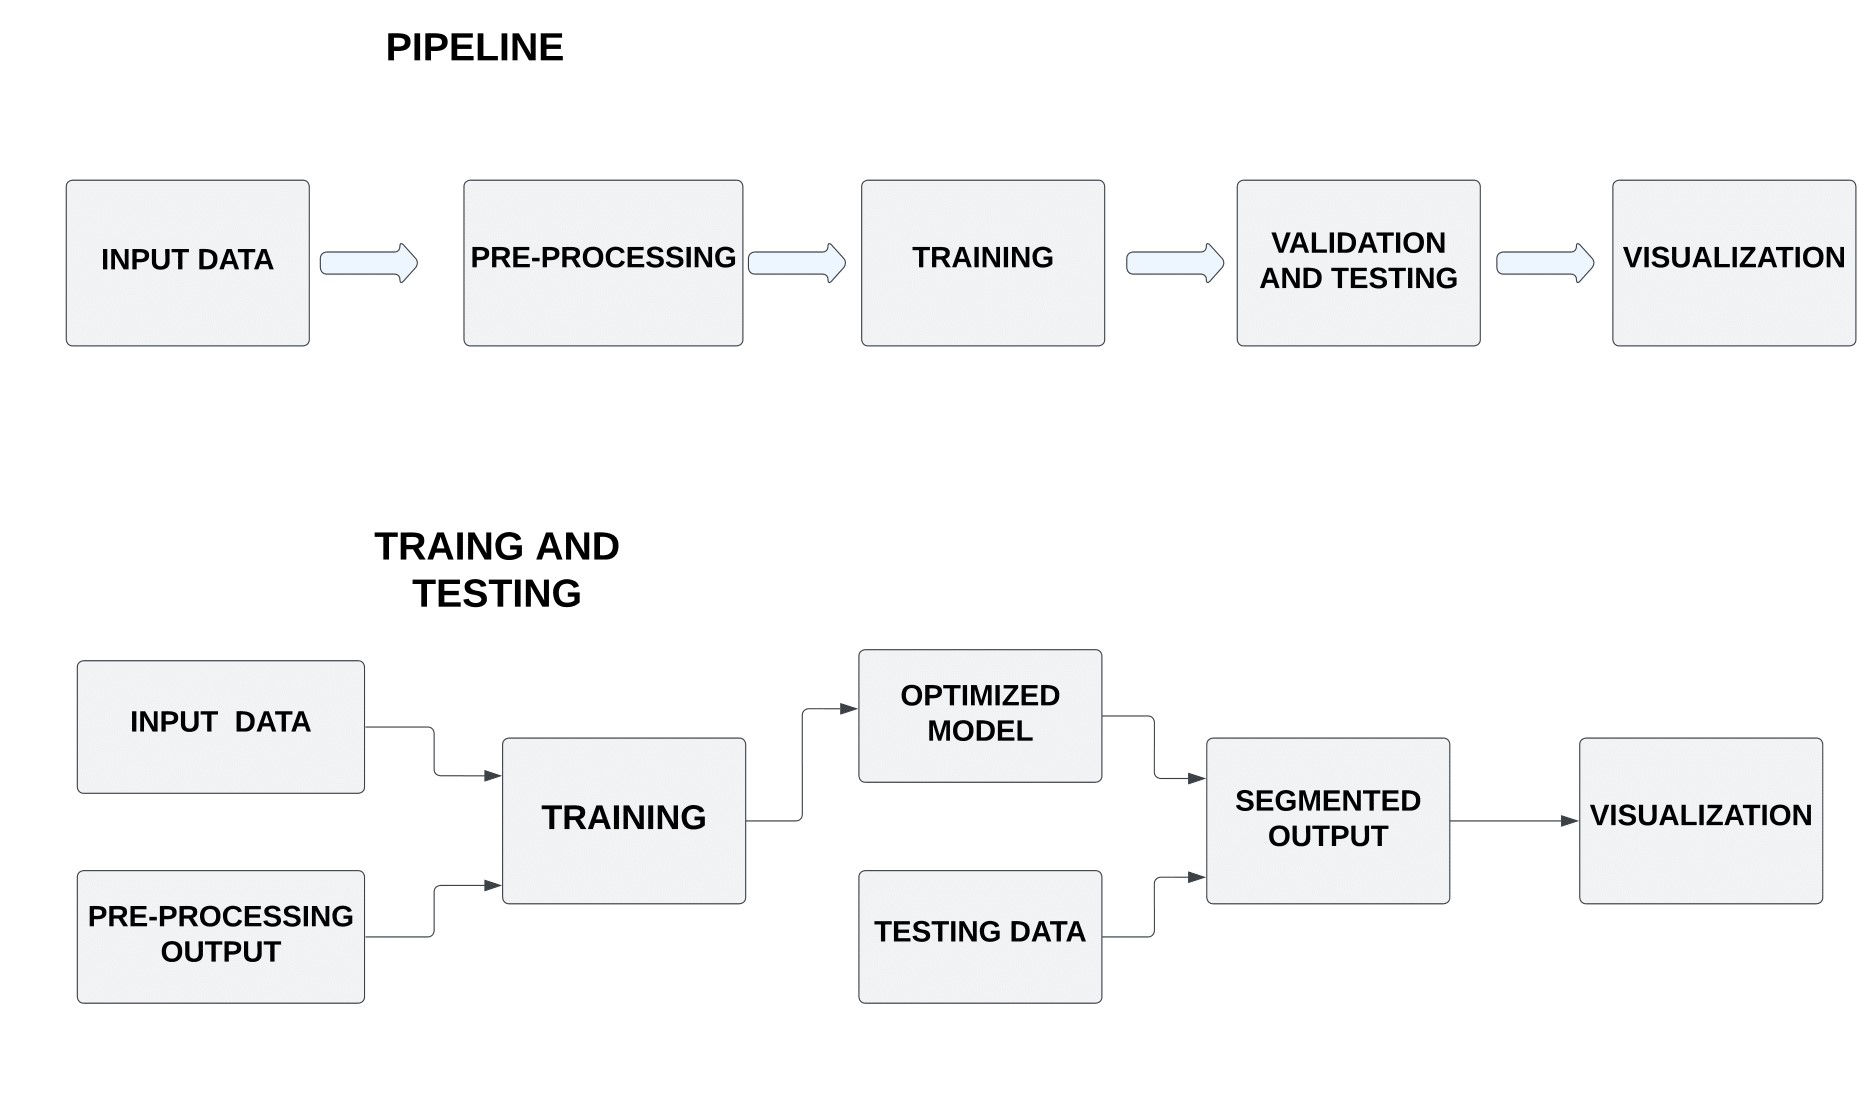 PIPELINE
INPUT DATA
PRE-PROCESSING
TRAINING
VALIDATION
AND TESTING
VISUALIZATION
TRAING AND
TESTING
INPUT  DATA
PRE-PROCESSING
OUTPUT
TRAINING
OPTIMIZED
MODEL
TESTING DATA
SEGMENTED
OUTPUT
VISUALIZATION